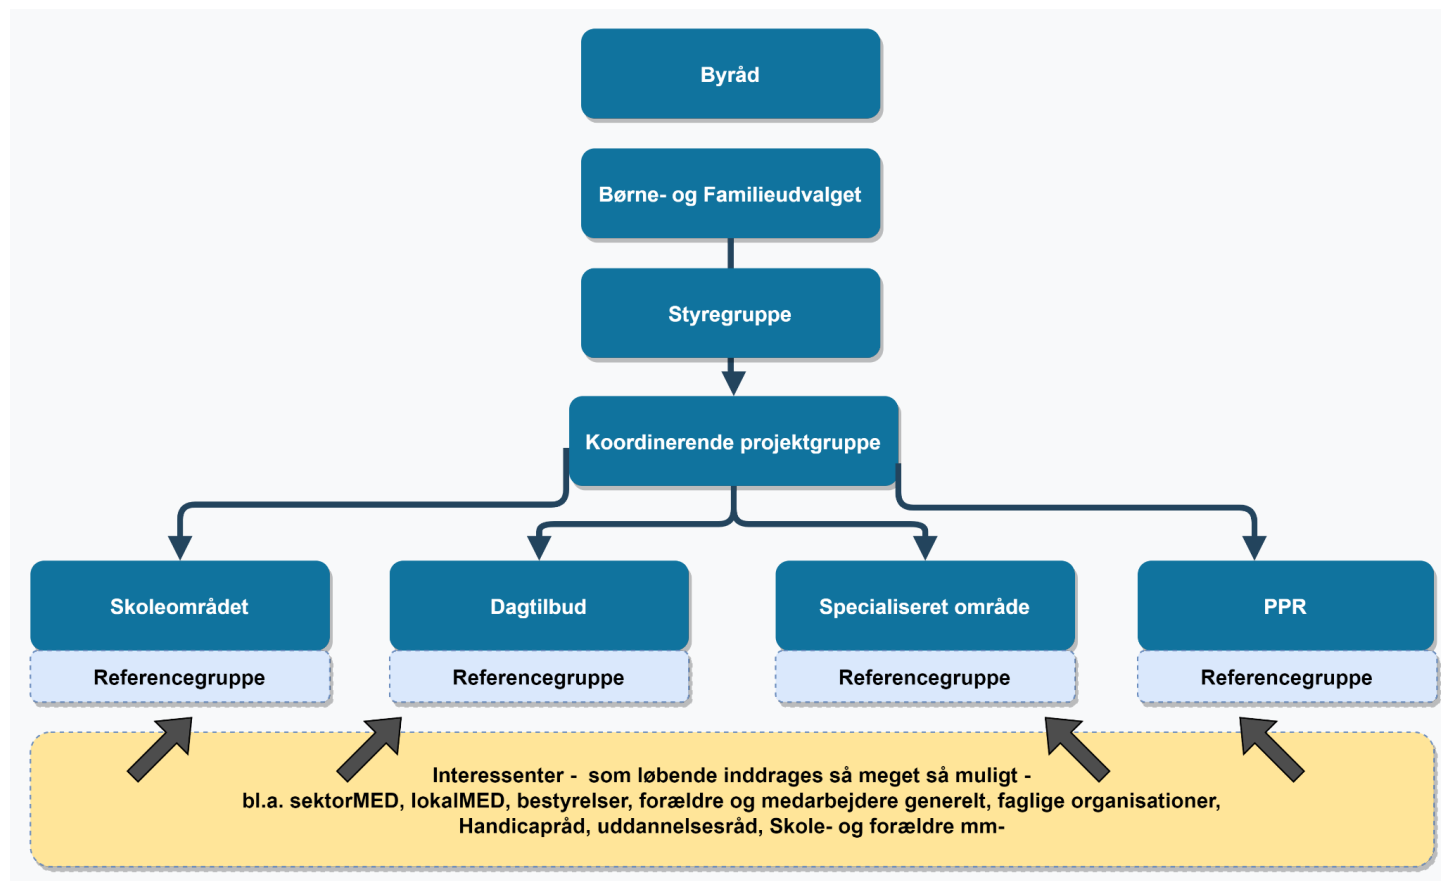 Byråd
Børne- og Familieudvalget
Styregruppe
Koordinerende projektgruppe
Skoleområdet
Dagtilbud
Specialiseret område
PPR
Referencegruppe
Referencegruppe
Referencegruppe
Referencegruppe
Interessenter -  som løbende inddrages så meget så muligt -
bl.a. sektorMED, lokalMED, bestyrelser, forældre og medarbejdere generelt, faglige organisationer,
Handicapråd, uddannelsesråd, Skole- og forældre mm-